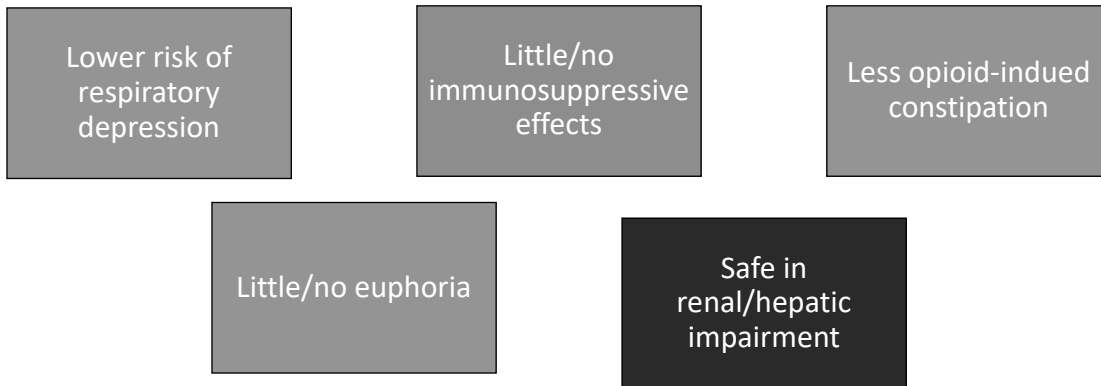 Lower risk of
respiratory
depression
Little/no
immunosuppressive
effects
Less opioid-indued
constipation
Little/no euphoria
Safe in
renal/hepatic
impairment